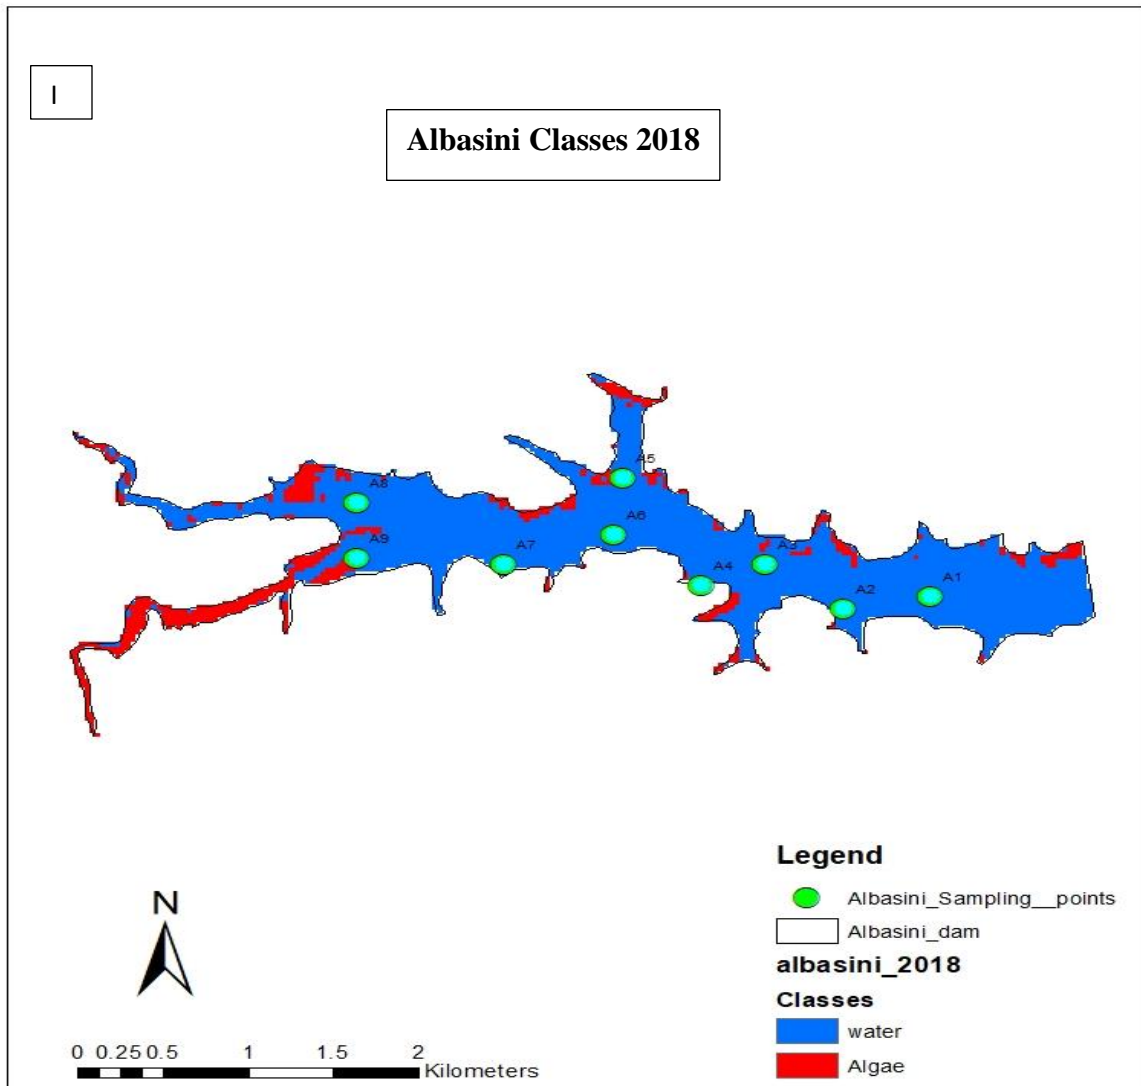 I
Albasini Classes 2018
A5
A8
A6
A9
A7
A3
A4
A2
A1
N
0 0.25 0.5 1 1.5 2
Kilometers
Legend
Albasini_Sampling__points
Albasini_dam
albasini_2018
Classes
water
Algae